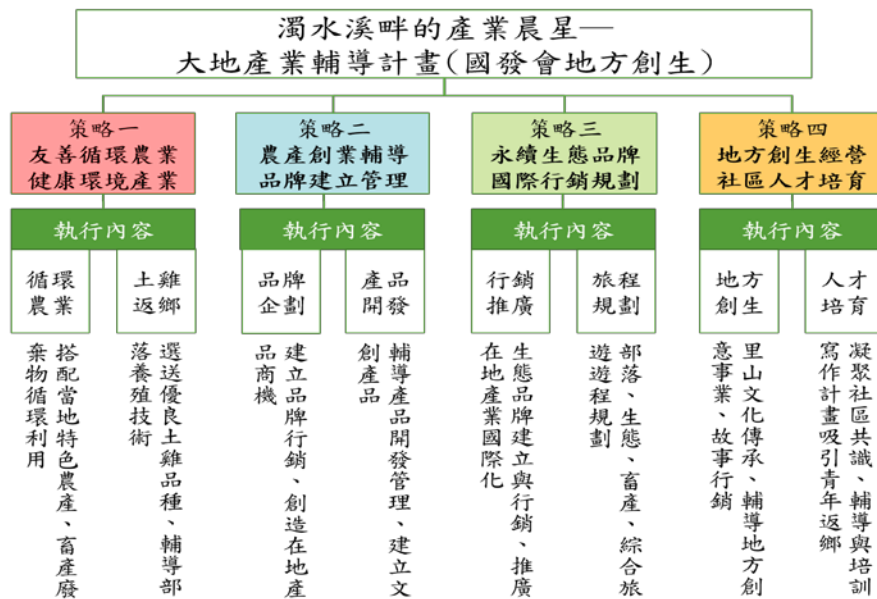 濁水溪畔的產業晨星—
大地產業輔導計畫(國發會地方創生)
策略一
友善循環農業
健康環境產業
執行內容
循環
農業
搭配當地特色農產、畜產廢
棄物循環利用
土雞
返鄉
選送優良土雞品種、輔導部
落養殖技術
策略二
農產創業輔導
品牌建立管理
執行內容
品牌
企劃
建立品牌行銷、創造在地產
品商機
產品
開發
輔導產品開發管理、建立文
創產品
策略三
永續生態品牌
國際行銷規劃
執行內容
行銷
推廣
生態品牌建立與行銷、推廣
在地產業國際化
旅程
規劃
部落、生態、畜產、綜合旅
遊遊程規劃
策略四
地方創生經營
社區人才培育
執行內容
地方
創生
里山文化傳承、輔導地方創
意事業、故事行銷
人才
培育
凝聚社區共識、輔導與培訓
寫作計畫吸引青年返鄉